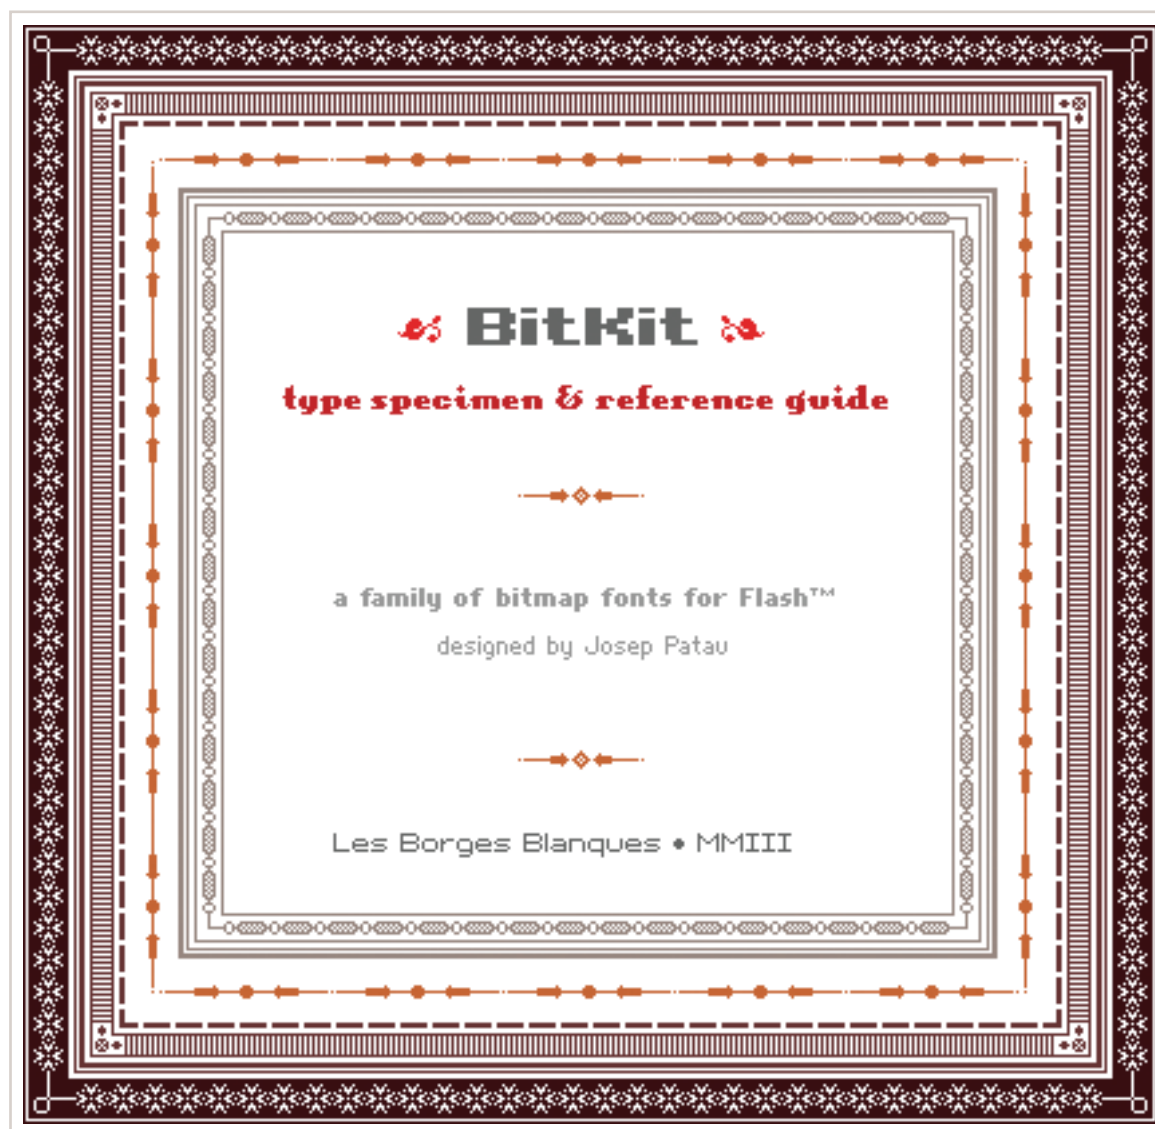 BitKit
type specimen & reference guide
a family of bitmap fonts for Flash™
designed by Josep Patau
Les Borges Blanques • MMIII